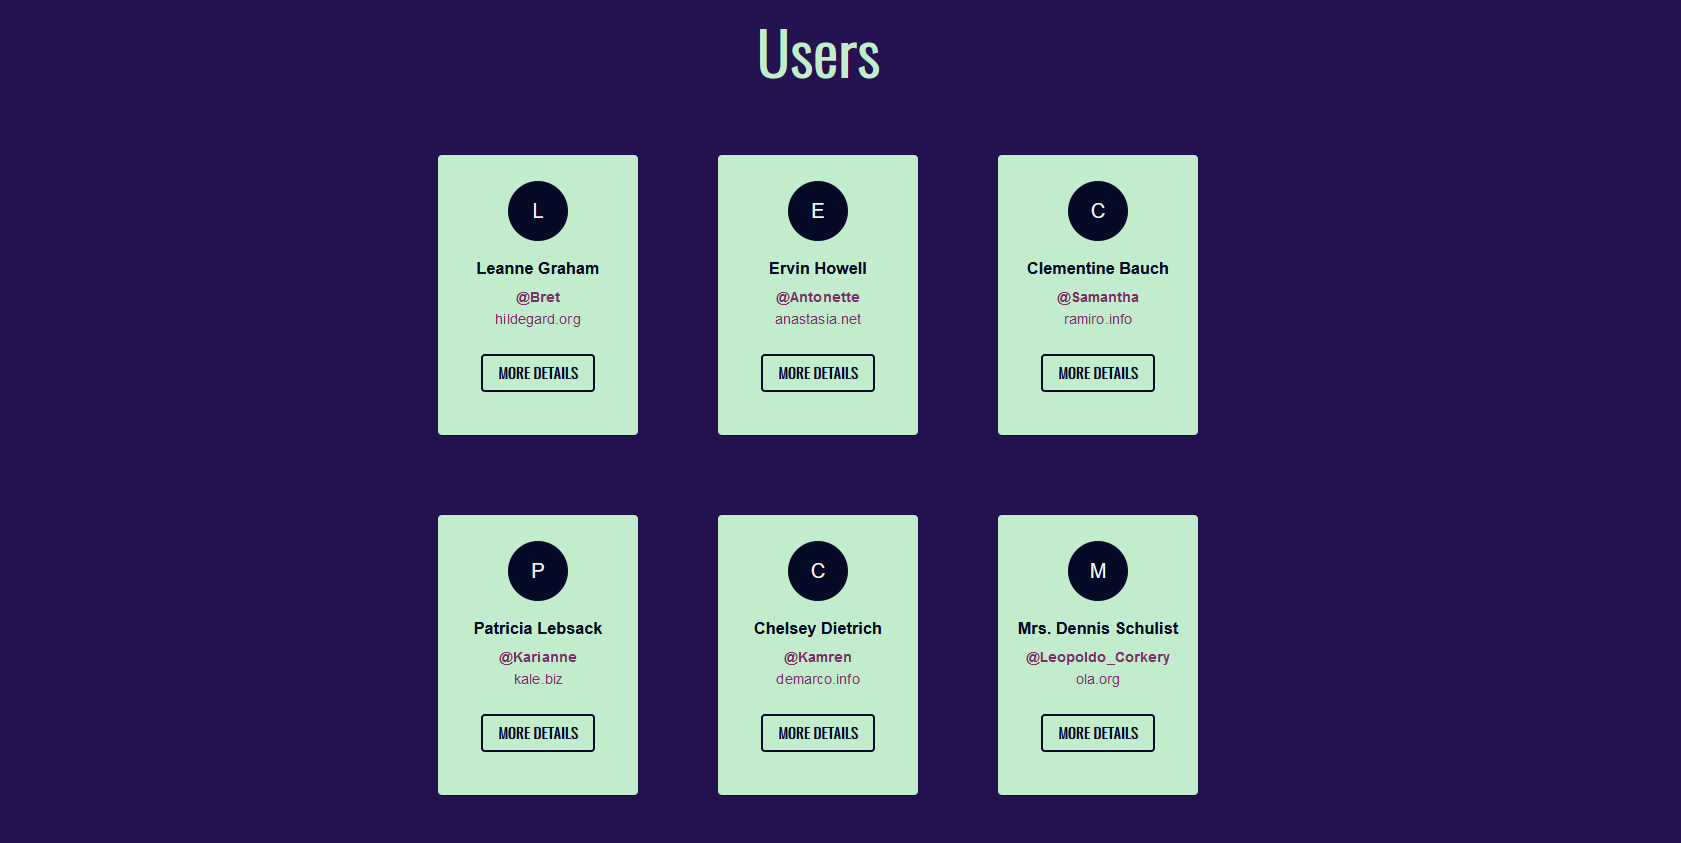 Users
L
Leanne Graham
@Bret
hildegard.org
MORE DETAILS
E
Ervin Howell
@Antonette
anastasia.net
MORE DETAILS
C
Clementine Bauch
@Samantha
ramiro.info
MORE DETAILS
P
Patricia Lebsack
@Karianne
kale.biz
MORE DETAILS
C
Chelsey Dietrich
@Kamren
demarco.info
MORE DETAILS
M
Mrs. Dennis Schulist
@Leopoldo_Corkery
ola.org
MORE DETAILS